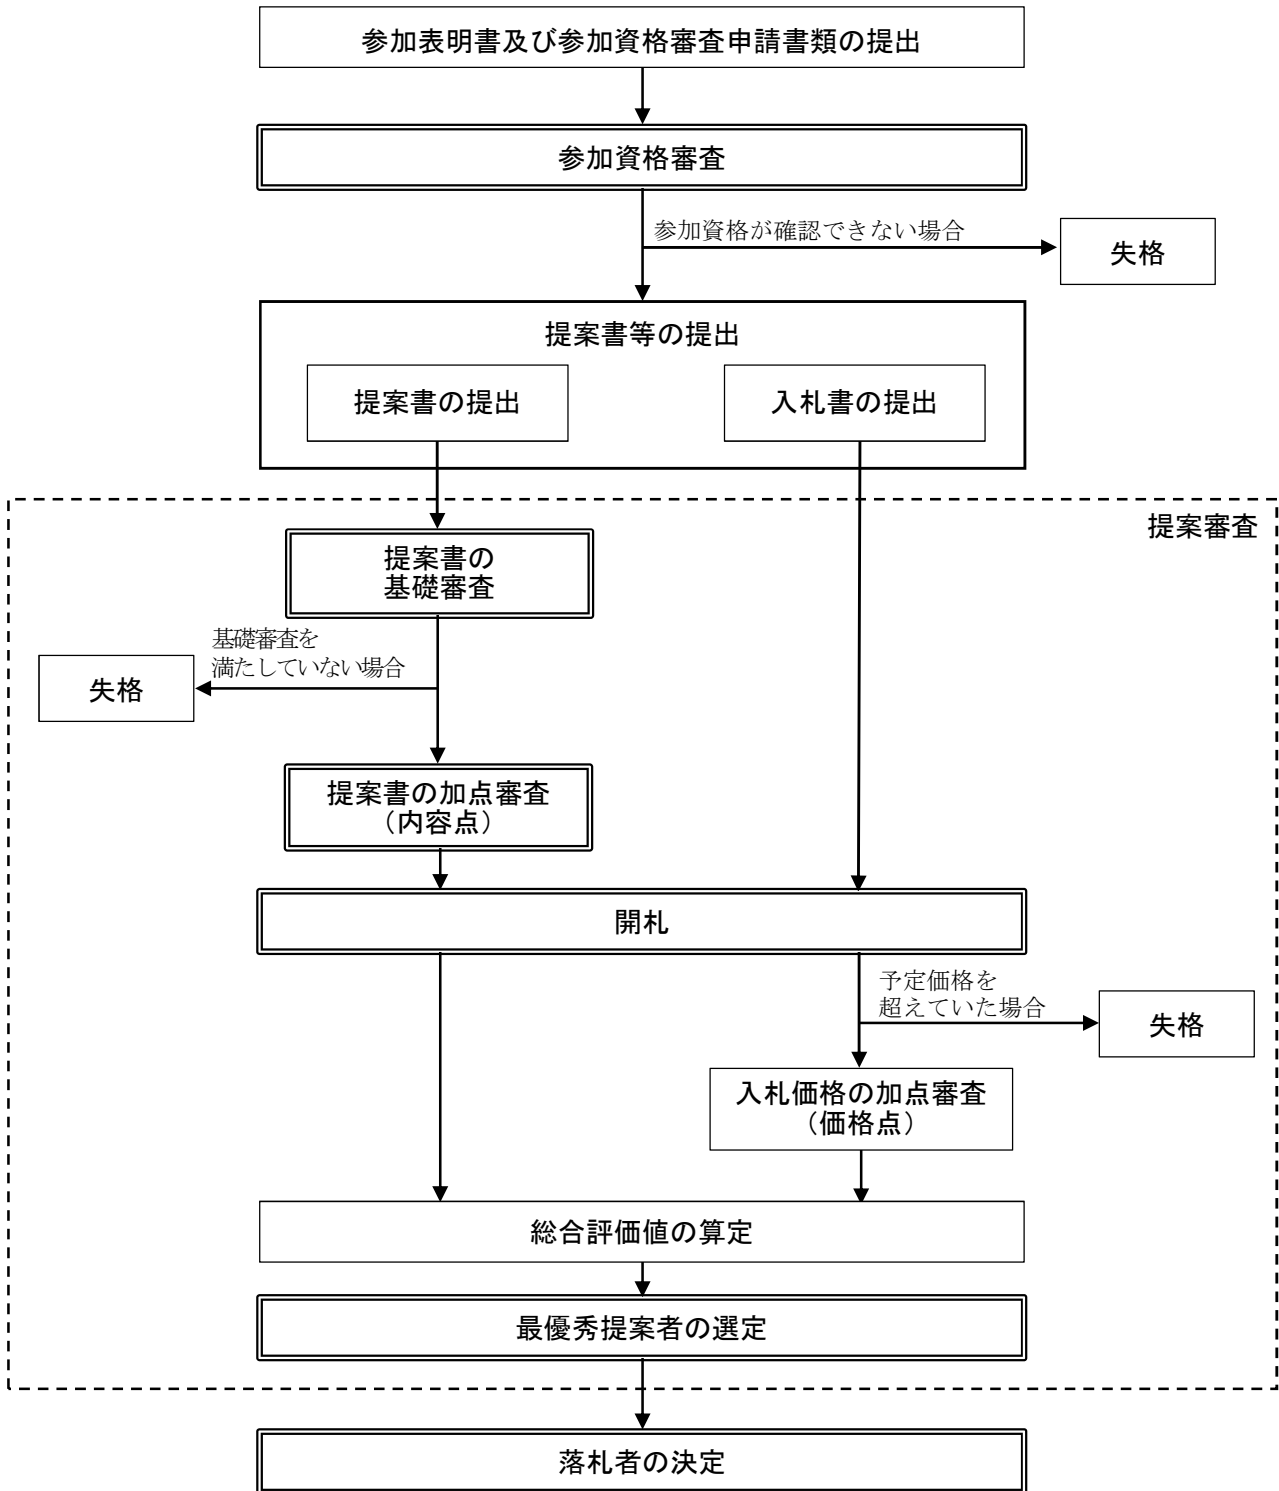 参加表明書及び参加資格審査申請書類の提出
参加資格審査
参加資格が確認できない場合
失格
提案書等の提出
提案書の提出
入札書の提出
提案審査
提案書の
基礎審査
基礎審査を
満たしていない場合
失格
提案書の加点審査
（内容点）
開札
予定価格を
超えていた場合
失格
入札価格の加点審査
（価格点）
総合評価値の算定
最優秀提案者の選定
落札者の決定